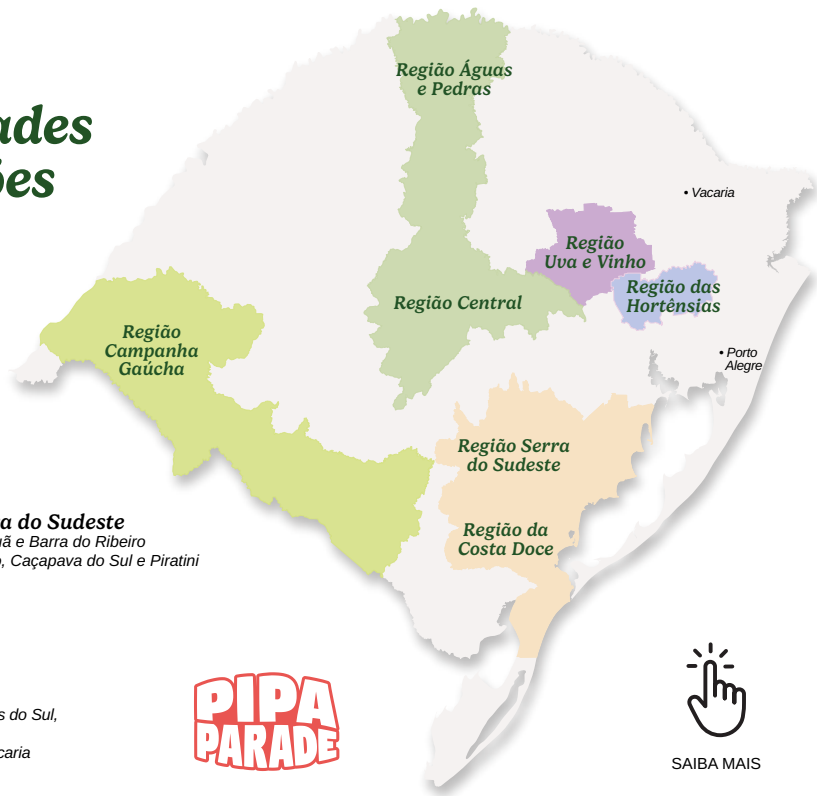 ades
ões
Região Águas
e Pedras
• Vacaria
Região
Uva e Vinho
Região das
Hortênsias
Região Central
Região
Campanha
Gaúcha
• Porto
Alegre
Região Serra
do Sudeste
Região da
Costa Doce
a do Sudeste
ã e Barra do Ribeiro
, Caçapava do Sul e Piratini
s do Sul,
caria
PIPA
PARADE
SAIBA MAIS